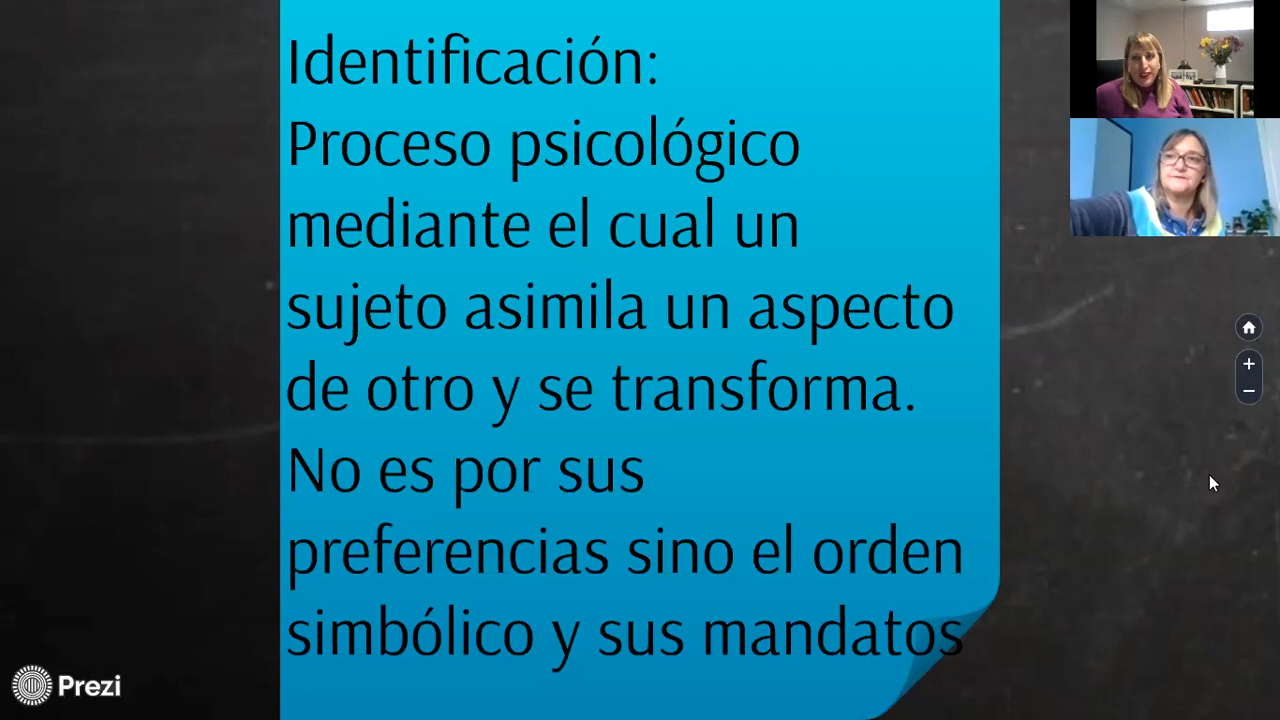 Identificación:
Proceso psicológico
mediante el cual un
sujeto asimila un aspecto
de otro y se transforma.
No es por sus
preferencias sino el orden
simbólico y sus mandatos
Prezi